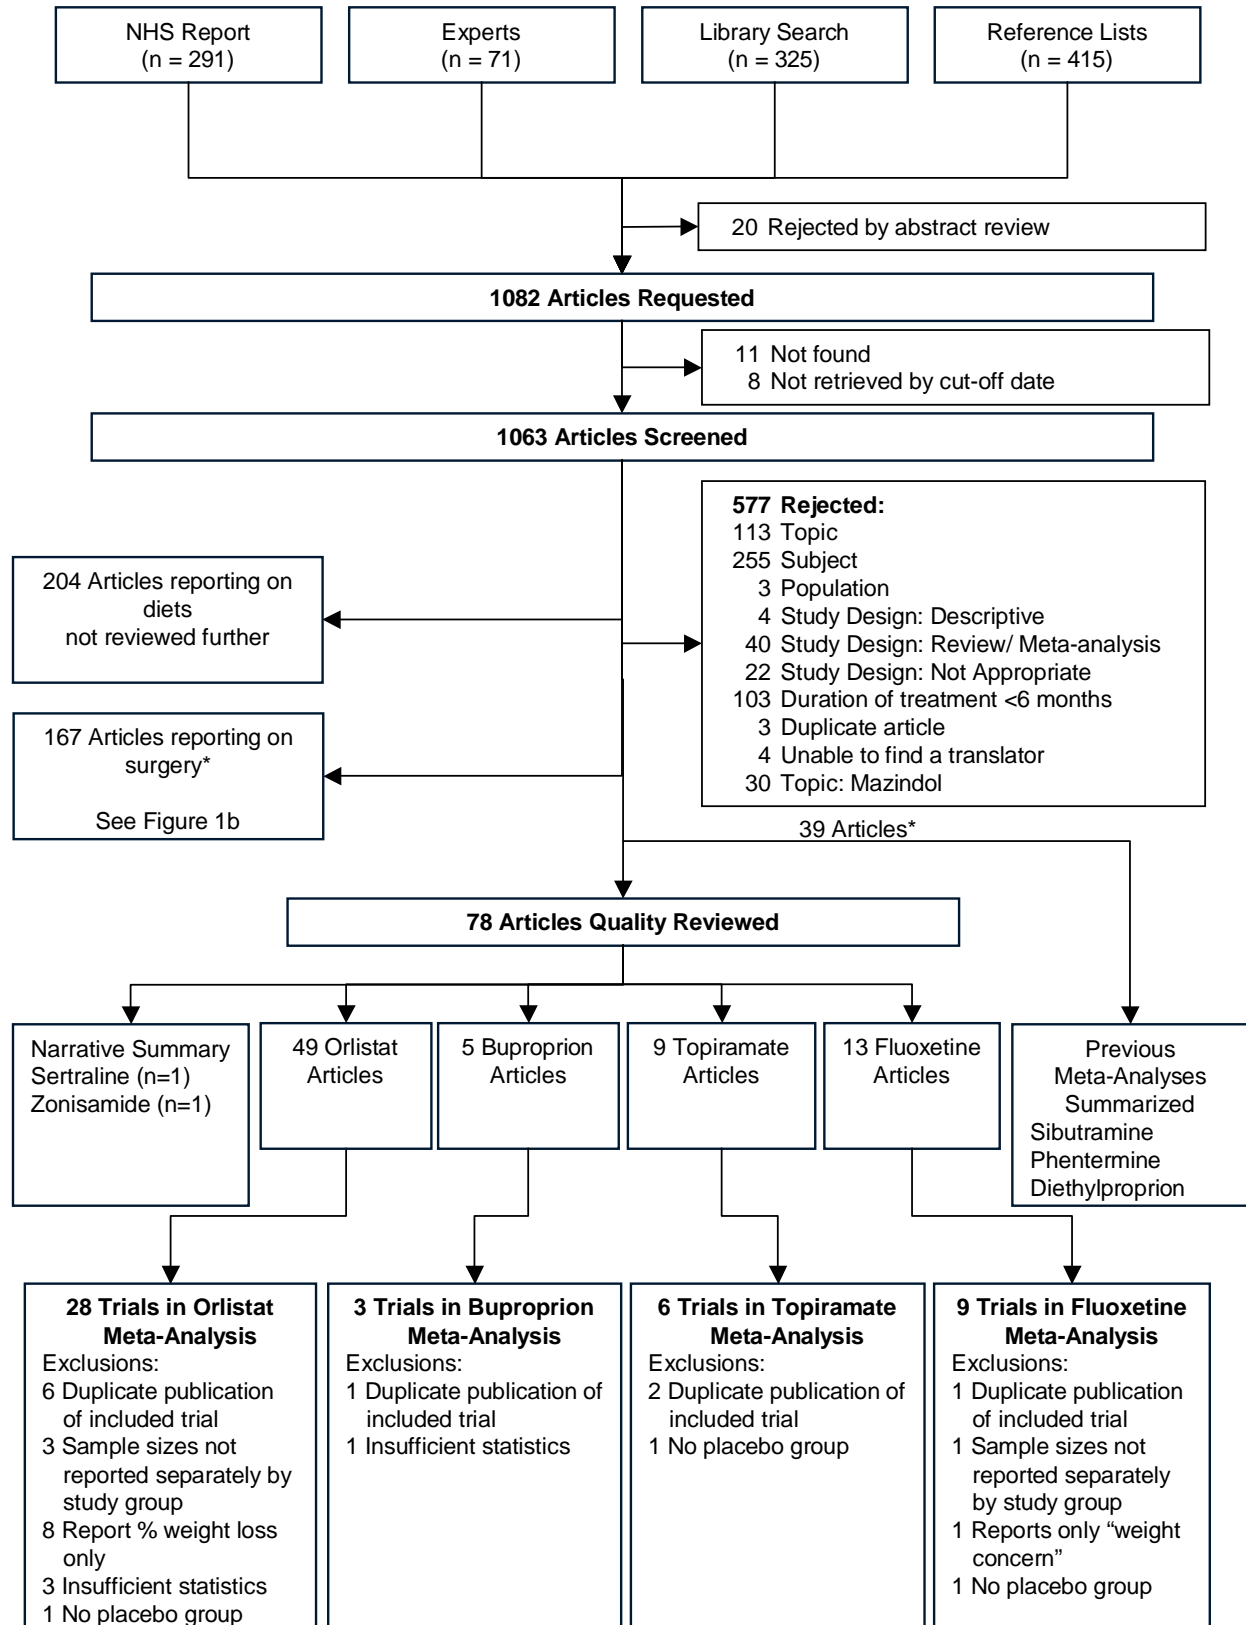 NHS Report
(n = 291)
Experts
(n = 71)
Library Search
(n = 325)
Reference Lists
(n = 415)
20 Rejected by abstract review
1082 Articles Requested
11 Not found
8 Not retrieved by cut-off date
1063 Articles Screened
577 Rejected:
113 Topic
255 Subject
3 Population
4 Study Design: Descriptive
40 Study Design: Review/ Meta-analysis
22 Study Design: Not Appropriate
103 Duration of treatment <6 months
3 Duplicate article
4 Unable to find a translator
30 Topic: Mazindol
204 Articles reporting on
diets
not reviewed further
167 Articles reporting on
surgery*
See Figure 1b
39 Articles*
78 Articles Quality Reviewed
Narrative Summary
Sertraline (n=1)
Zonisamide (n=1)
49 Orlistat
Articles
5 Buproprion
Articles
9 Topiramate
Articles
13 Fluoxetine
Articles
Previous
Meta-Analyses
Summarized
Sibutramine
Phentermine
Diethylproprion
28 Trials in Orlistat
Meta-Analysis
Exclusions:
6 Duplicate publication
of included trial
3 Sample sizes not
reported separately by
study group
8 Report % weight loss
only
3 Insufficient statistics
1 No placebo group
3 Trials in Buproprion
Meta-Analysis
Exclusions:
1 Duplicate publication of
included trial
1 Insufficient statistics
6 Trials in Topiramate
Meta-Analysis
Exclusions:
2 Duplicate publication of
included trial
1 No placebo group
9 Trials in Fluoxetine
Meta-Analysis
Exclusions:
1 Duplicate publication
of included trial
1 Sample sizes not
reported separately
by study group
1 Reports only “weight
concern”
1 No placebo group